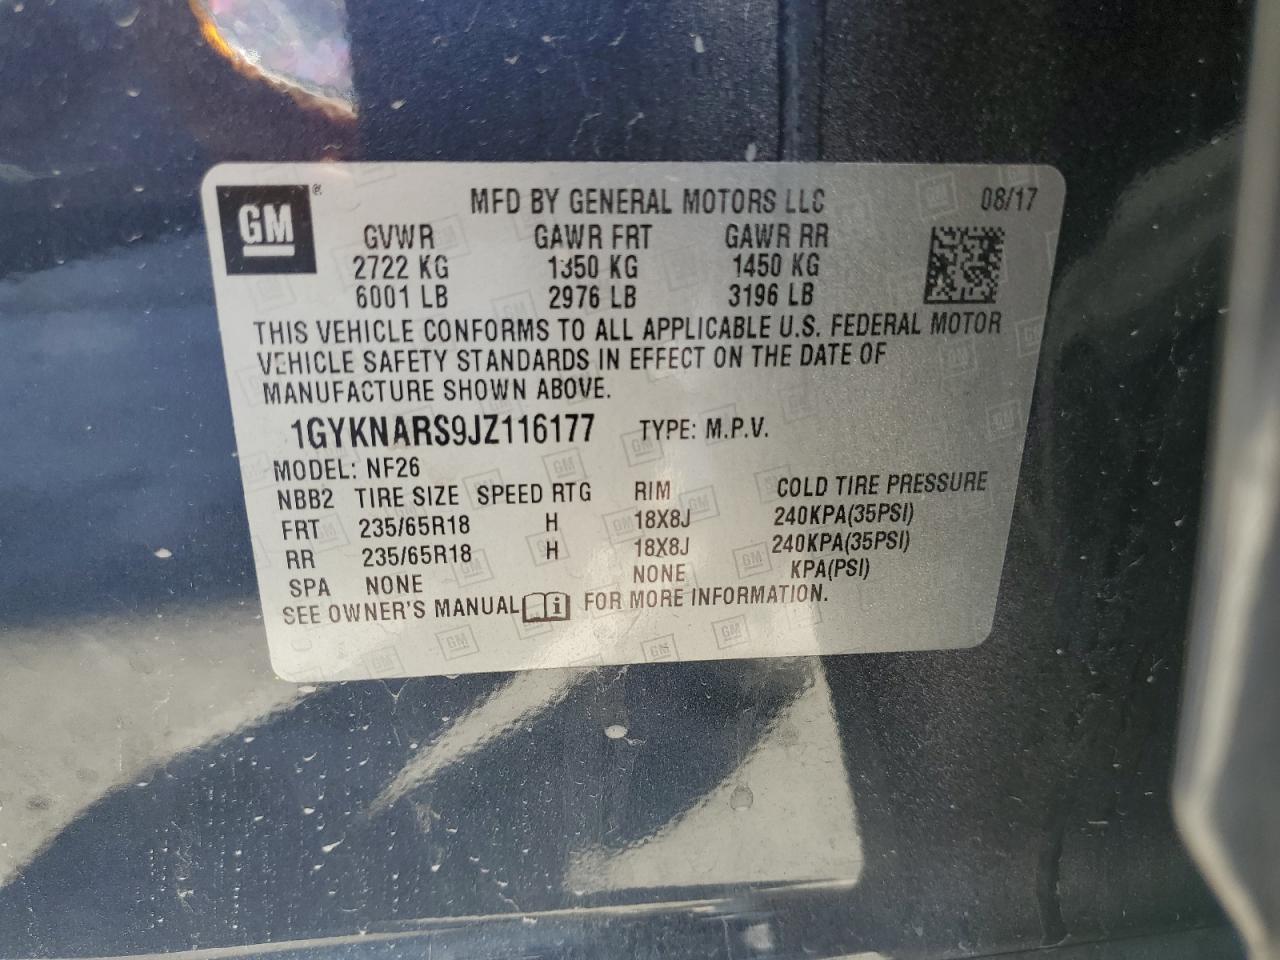 GM®
MFD BY GENERAL MOTORS LLC 08/17
GVWR GAWR FRT GAWR RR
2722 KG 1350 KG 1450 KG
6001 LB 2976 LB 3196 LB
THIS VEHICLE CONFORMS TO ALL APPLICABLE U.S. FEDERAL MOTOR
VEHICLE SAFETY STANDARDS IN EFFECT ON THE DATE OF
MANUFACTURE SHOWN ABOVE.
1GYKNARS9JZ116177 TYPE: M.P.V.
MODEL: NF26
NBB2 TIRE SIZE SPEED RTG RIM COLD TIRE PRESSURE
FRT 235/65R18 H 18X8J 240KPA(35PSI)
RR 235/65R18 H 18X8J 240KPA(35PSI)
SPA NONE NONE KPA(PSI)
SEE OWNER'S MANUAL i FOR MORE INFORMATION.